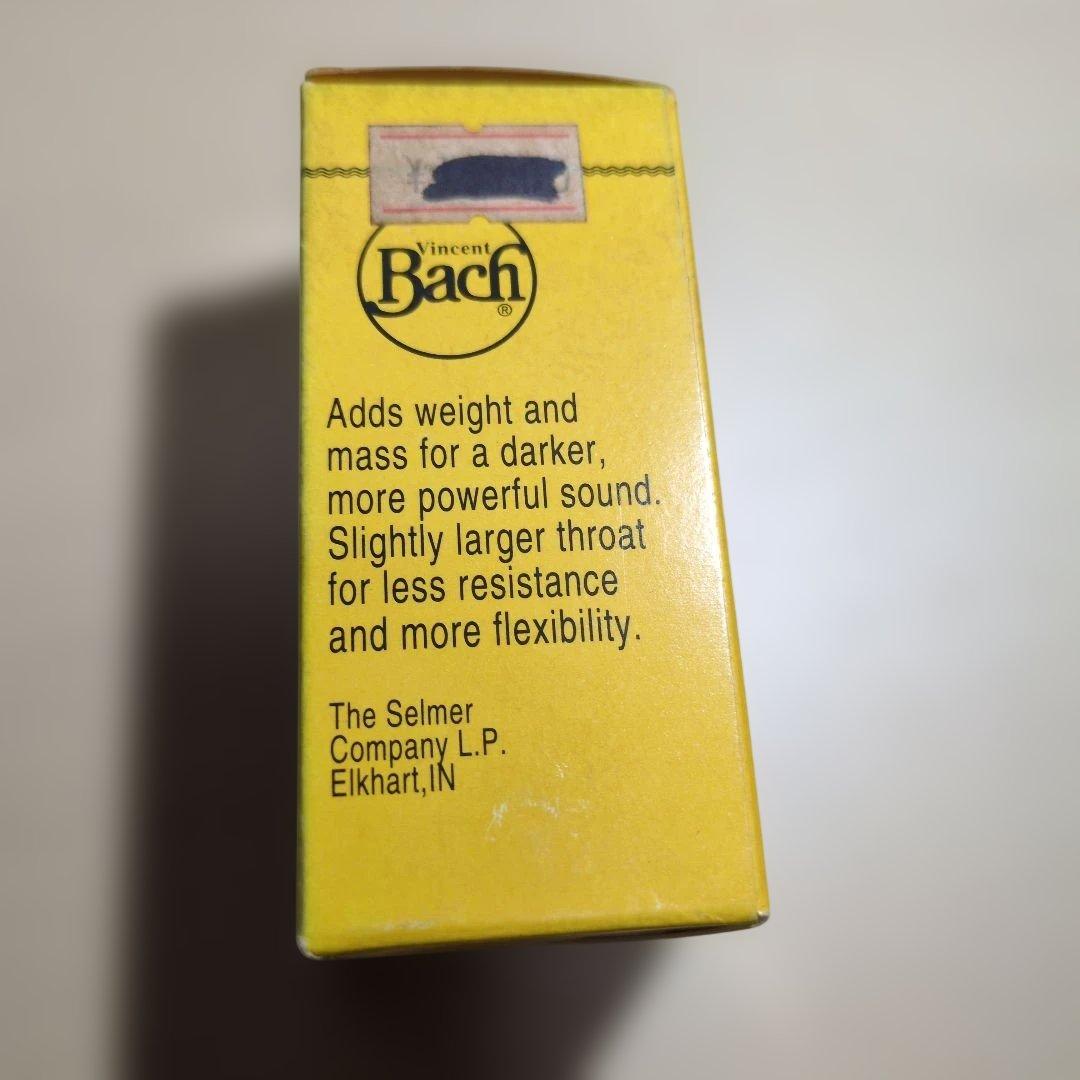 ¥
Vincent
Bach
®
Adds weight and
mass for a darker,
more powerful sound.
Slightly larger throat
for less resistance
and more flexibility.
The Selmer
Company L.P.
Elkhart,IN